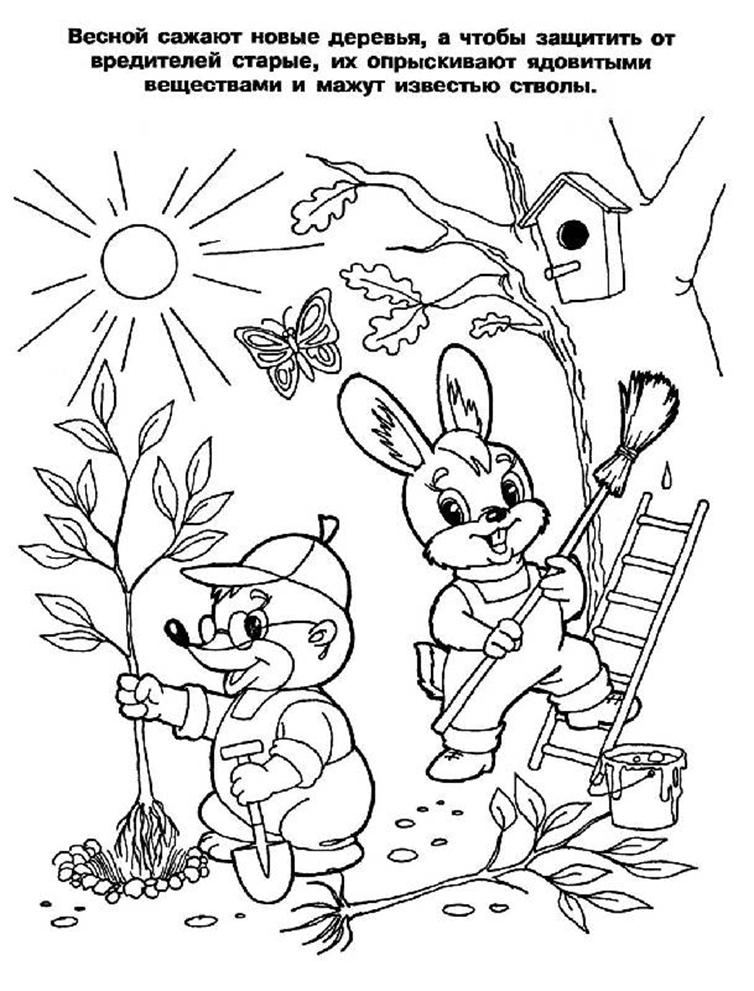 Весной сажают новые деревья, а чтобы защитить от
вредителей старые, их опрыскивают ядовитыми
веществами и мажут известью стволы.